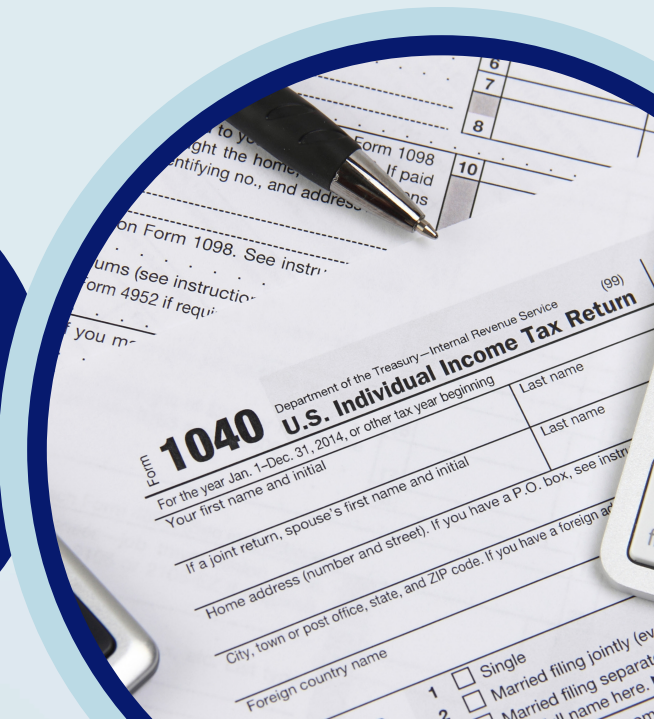 6
7
8
to yo
Form 1098
ght the home,
If paid
10
entifying no., and address
ons
on Form 1098. See instru
ums (see instruction
orm 4952 if requi
f you m
Department of the Treasury—Internal Revenue Service
(99)
Form 1040
U.S. Individual Income Tax Return
For the year Jan. 1–Dec. 31, 2014, or other tax year beginning
Your first name and initial
Last name
If a joint return, spouse's first name and initial
Last name
Home address (number and street). If you have a P.O. box, see instru
City, town or post office, state, and ZIP code. If you have a foreign ad
Foreign country name
1 Single
2 Married filing jointly (ev
Married filing separat
ll name here.
f